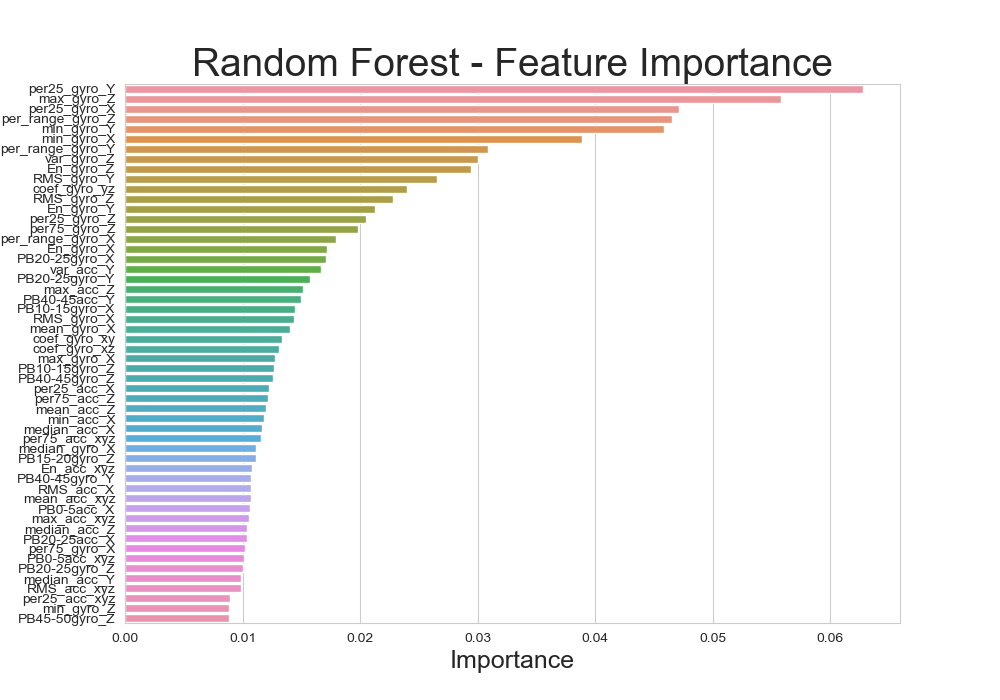 Random Forest - Feature Importance
per25_gyro_Y
max_gyro_Z
per25_gyro_X
per_range_gyro_Z
min_gyro_Y
min_gyro_X
per_range_gyro_Y
var_gyro_Z
En_gyro_Z
RMS_gyro_Y
coef_gyro_yz
RMS_gyro_Z
En_gyro_Y
per25_gyro_Z
per75_gyro_Z
per_range_gyro_X
En_gyro_X
PB20-25gyro_X
var_acc_Y
PB20-25gyro_Y
max_acc_Z
PB40-45acc_Y
PB10-15gyro_X
RMS_gyro_X
mean_gyro_X
coef_gyro_xy
coef_gyro_xz
max_gyro_X
PB10-15gyro_Z
PB40-45gyro_Z
per25_acc_X
per75_acc_Z
mean_acc_Z
min_acc_X
median_acc_X
per75_acc_xyz
median_gyro_X
PB15-20gyro_Z
En_acc_xyz
PB40-45gyro_Y
RMS_acc_X
mean_acc_xyz
PB0-5acc_X
max_acc_xyz
median_acc_Z
PB20-25acc_X
per75_gyro_X
PB0-5acc_xyz
PB20-25gyro_Z
median_acc_Y
RMS_acc_xyz
per25_acc_xyz
min_gyro_Z
PB45-50gyro_Z
0.00 0.01 0.02 0.03 0.04 0.05 0.06
Importance